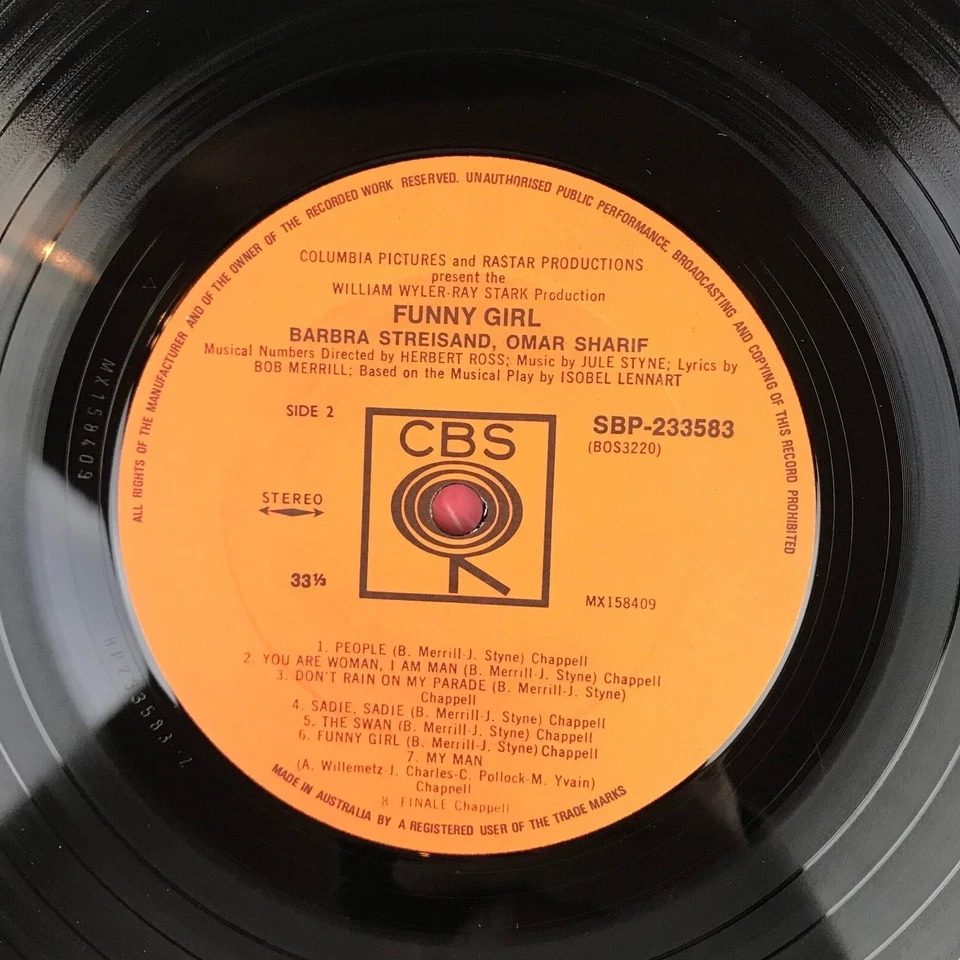 ALL RIGHTS OF THE MANUFACTURER AND OF THE OWNER OF THE RECORDED WORK RESERVED. UNAUTHORISED PUBLIC PERFORMANCE, BROADCASTING AND COPYING OF THIS RECORD PROHIBITED
COLUMBIA PICTURES and RASTAR PRODUCTIONS
present the
WILLIAM WYLER-RAY STARK Production
FUNNY GIRL
BARBRA STREISAND, OMAR SHARIF
Musical Numbers Directed by HERBERT ROSS; Music by JULE STYNE; Lyrics by
BOB MERRILL; Based on the Musical Play by ISOBEL LENNART
SIDE 2
CBS
SBP-233583
(BOS3220)
STEREO
33⅓
MX158409
1. PEOPLE (B. Merrill-J. Styne) Chappell
2. YOU ARE WOMAN, I AM MAN (B. Merrill-J. Styne) Chappell
3. DON'T RAIN ON MY PARADE (B. Merrill-J. Styne)
Chappell
4. SADIE, SADIE (B. Merrill-J. Styne) Chappell
5. THE SWAN (B. Merrill-J. Styne) Chappell
6. FUNNY GIRL (B. Merrill-J. Styne) Chappell
7. MY MAN
(A. Willemetz-J. Charles-C. Pollock-M. Yvain)
Chappell
8 FINALE Chappell
MADE IN AUSTRALIA BY A REGISTERED USER OF THE TRADE MARKS
MX158409